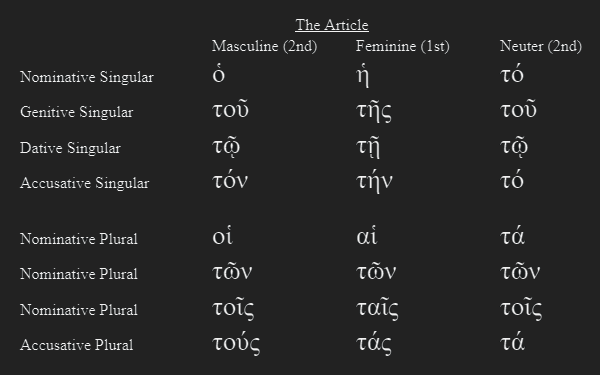 The Article
Masculine (2nd) Feminine (1st) Neuter (2nd)
Nominative Singular ὁ ἡ τό
Genitive Singular τοῦ τῆς τοῦ
Dative Singular τῷ τῇ τῷ
Accusative Singular τόν τήν τό
Nominative Plural οἱ αἱ τά
Nominative Plural τῶν τῶν τῶν
Nominative Plural τοῖς ταῖς τοῖς
Accusative Plural τούς τάς τά